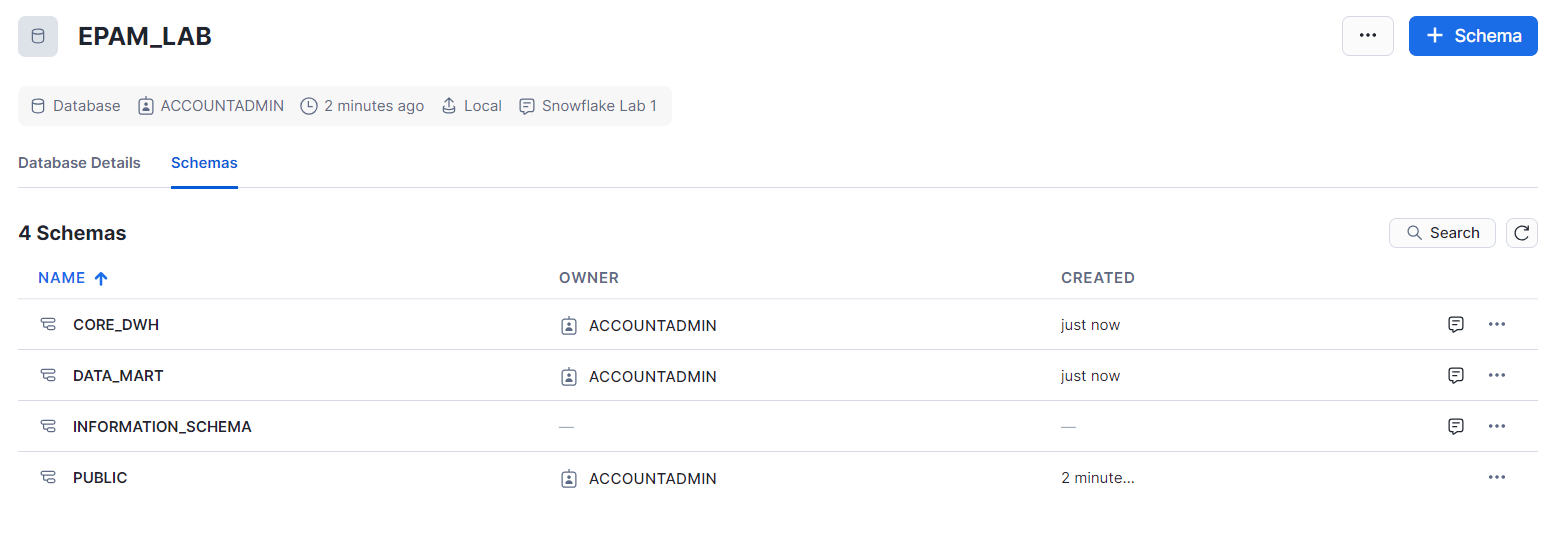 EPAM_LAB
... + Schema
Database ACCOUNTADMIN 2 minutes ago Local Snowflake Lab 1
Database Details Schemas
4 Schemas Search
NAME OWNER CREATED
CORE_DWH ACCOUNTADMIN just now
DATA_MART ACCOUNTADMIN just now
INFORMATION_SCHEMA — —
PUBLIC ACCOUNTADMIN 2 minute...